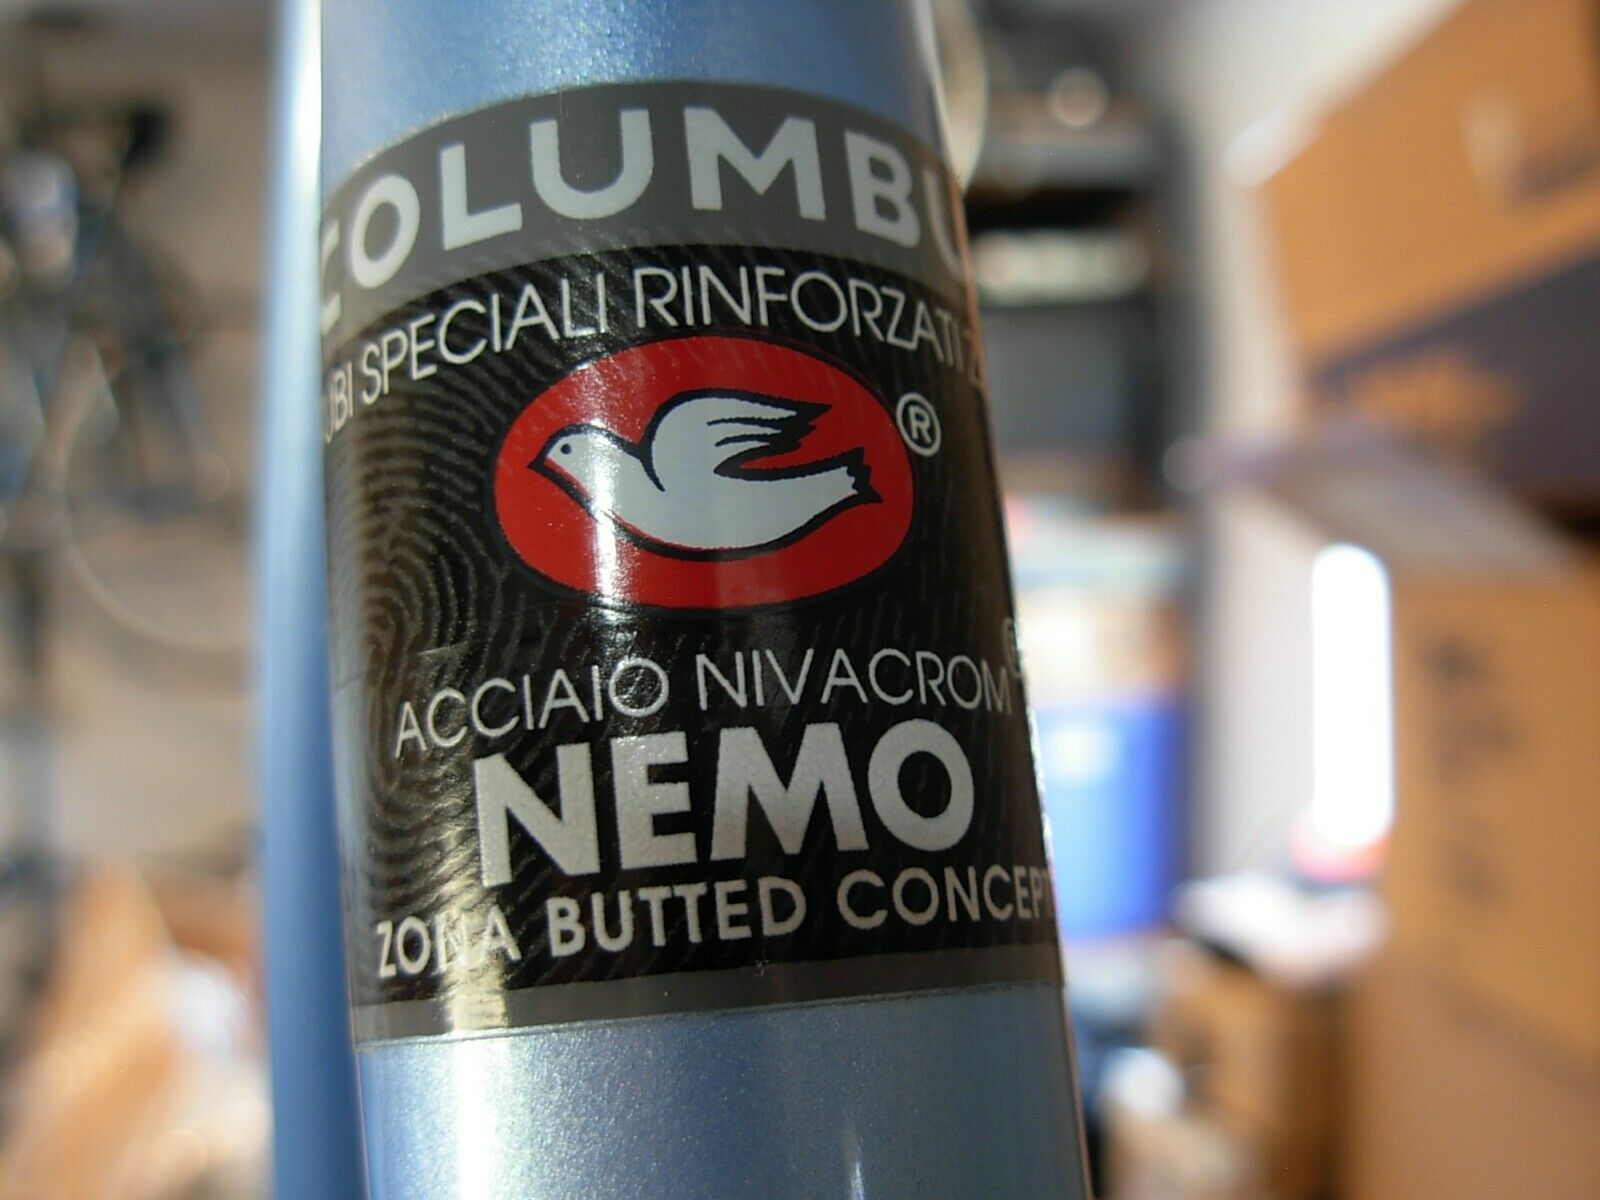 COLUMBU
UBI SPECIALI RINFORZATI
®
ACCIAIO NIVACROM
NEMO
ZONA BUTTED CONCEPT